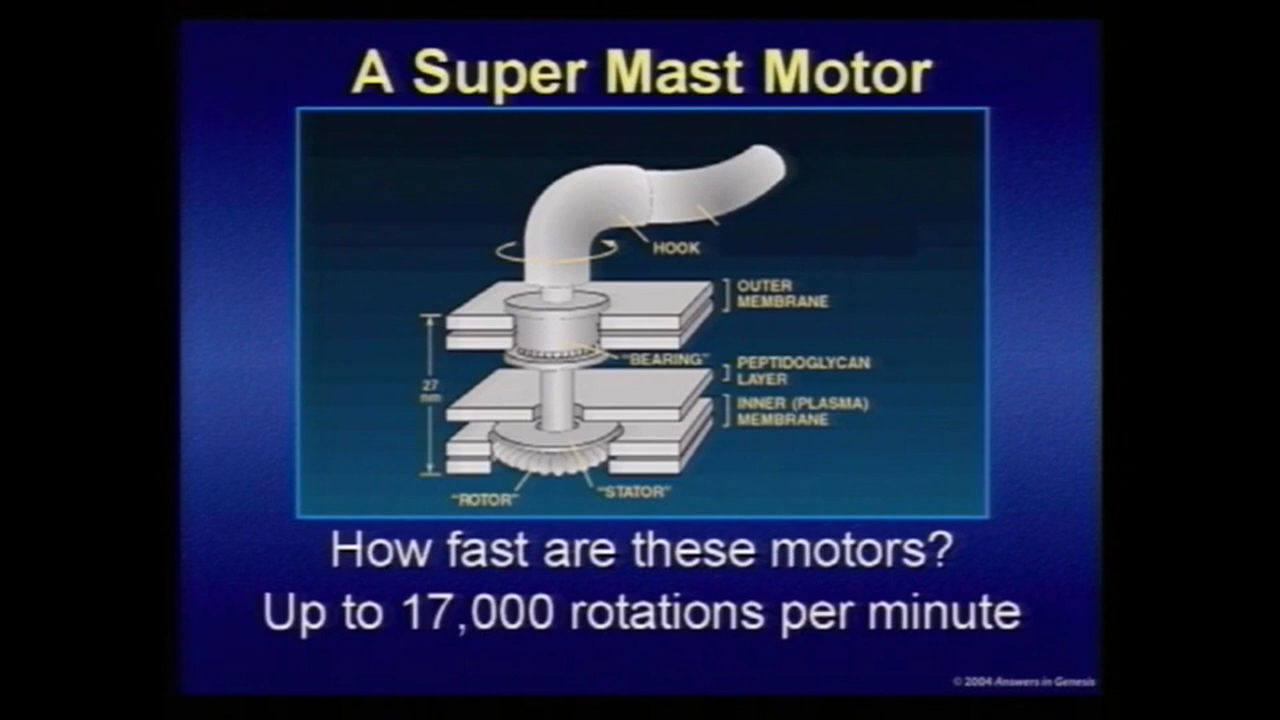 A Super Mast Motor
HOOK
OUTER
MEMBRANE
"BEARING"
PEPTIDOGLYCAN
LAYER
27
nm
INNER (PLASMA)
MEMBRANE
"STATOR"
"ROTOR"
How fast are these motors?
Up to 17,000 rotations per minute
© 2004 Answers in Genesis